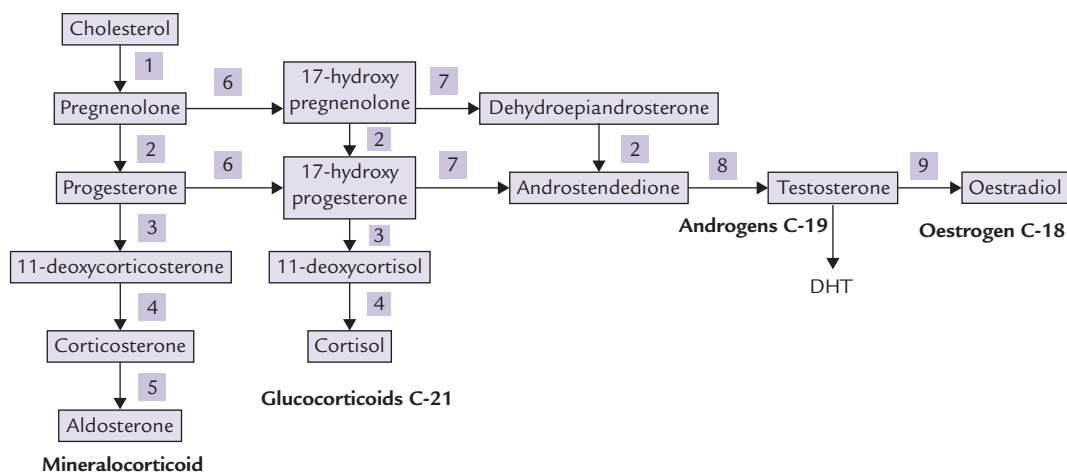 Cholesterol
1
6
17-hydroxy
pregnenolone
7
Pregnenolone
Dehydroepiandrosterone
2
2
2
6
17-hydroxy
progesterone
7
8
9
Progesterone
Androstendedione
Testosterone
Oestradiol
Androgens C-19
Oestrogen C-18
3
3
11-deoxycorticosterone
11-deoxycortisol
DHT
4
4
Corticosterone
Cortisol
5
Glucocorticoids C-21
Aldosterone
Mineralocorticoid